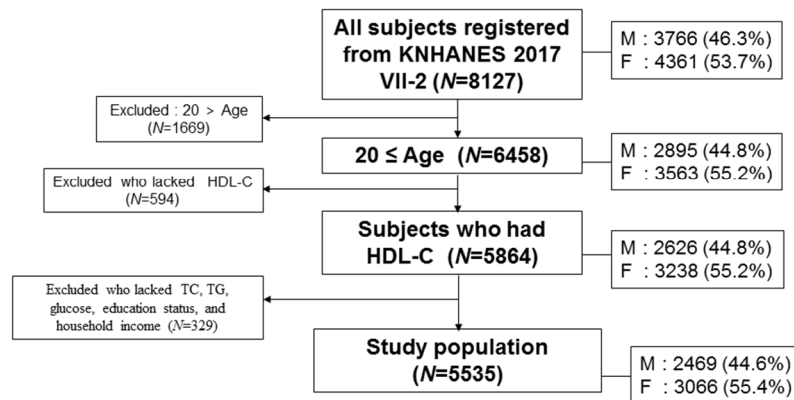 All subjects registered
from KNHANES 2017
VII-2 (N=8127)
M : 3766 (46.3%)
F : 4361 (53.7%)
Excluded : 20 > Age
(N=1669)
20 ≤ Age (N=6458)
M : 2895 (44.8%)
F : 3563 (55.2%)
Excluded who lacked HDL-C
(N=594)
Subjects who had
HDL-C (N=5864)
M : 2626 (44.8%)
F : 3238 (55.2%)
Excluded who lacked TC, TG,
glucose, education status, and
household income (N=329)
Study population
(N=5535)
M : 2469 (44.6%)
F : 3066 (55.4%)